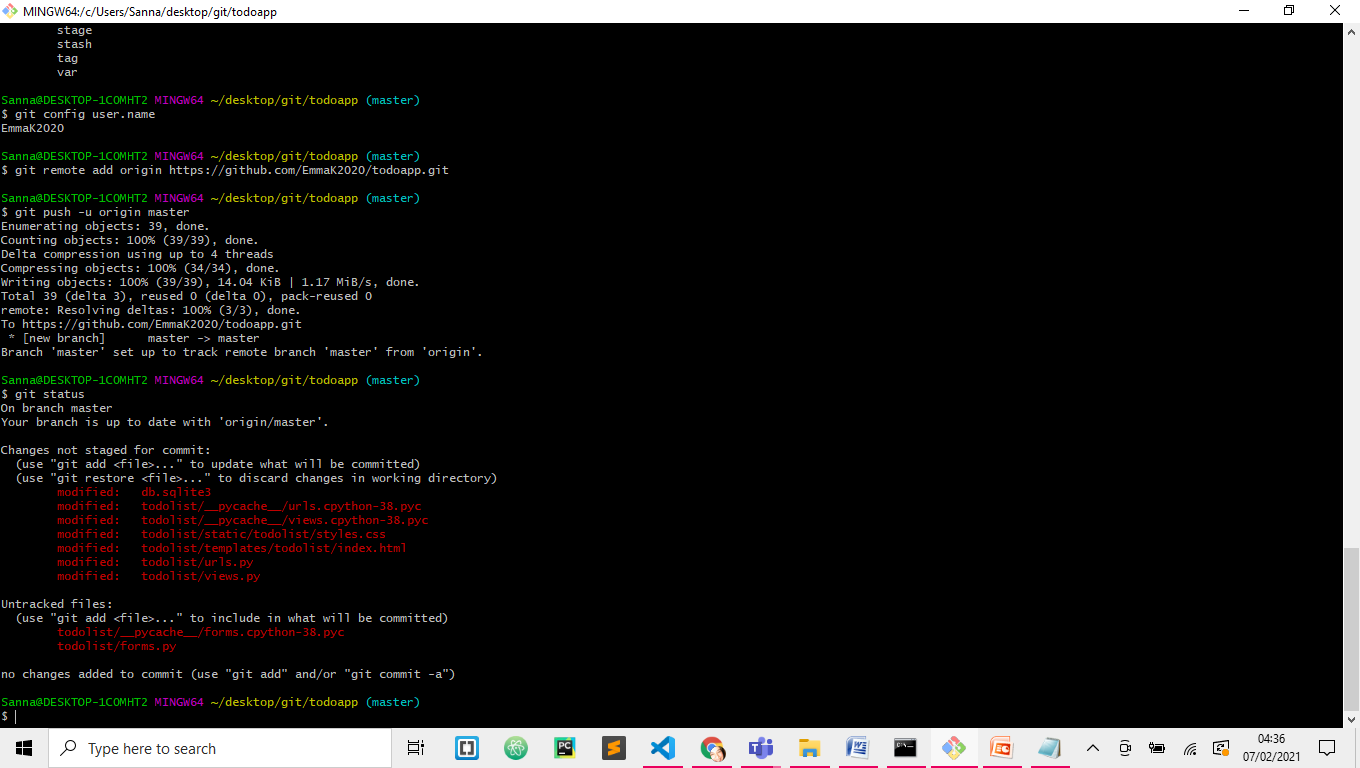 MINGW64:/c/Users/Sanna/desktop/git/todoapp
stage
stash
tag
var
Sanna@DESKTOP-1COMHT2 MINGW64 ~/desktop/git/todoapp (master)
$ git config user.name
EmmaK2020
Sanna@DESKTOP-1COMHT2 MINGW64 ~/desktop/git/todoapp (master)
$ git remote add origin https://github.com/EmmaK2020/todoapp.git
Sanna@DESKTOP-1COMHT2 MINGW64 ~/desktop/git/todoapp (master)
$ git push -u origin master
Enumerating objects: 39, done.
Counting objects: 100% (39/39), done.
Delta compression using up to 4 threads
Compressing objects: 100% (34/34), done.
Writing objects: 100% (39/39), 14.04 KiB | 1.17 MiB/s, done.
Total 39 (delta 3), reused 0 (delta 0), pack-reused 0
remote: Resolving deltas: 100% (3/3), done.
To https://github.com/EmmaK2020/todoapp.git
* [new branch]      master -> master
Branch 'master' set up to track remote branch 'master' from 'origin'.
Sanna@DESKTOP-1COMHT2 MINGW64 ~/desktop/git/todoapp (master)
$ git status
On branch master
Your branch is up to date with 'origin/master'.
Changes not staged for commit:
(use "git add <file>..." to update what will be committed)
(use "git restore <file>..." to discard changes in working directory)
modified:   db.sqlite3
modified:   todolist/__pycache__/urls.cpython-38.pyc
modified:   todolist/__pycache__/views.cpython-38.pyc
modified:   todolist/static/todolist/styles.css
modified:   todolist/templates/todolist/index.html
modified:   todolist/urls.py
modified:   todolist/views.py
Untracked files:
(use "git add <file>..." to include in what will be committed)
todolist/__pycache__/forms.cpython-38.pyc
todolist/forms.py
no changes added to commit (use "git add" and/or "git commit -a")
Sanna@DESKTOP-1COMHT2 MINGW64 ~/desktop/git/todoapp (master)
$
Type here to search
04:36
07/02/2021